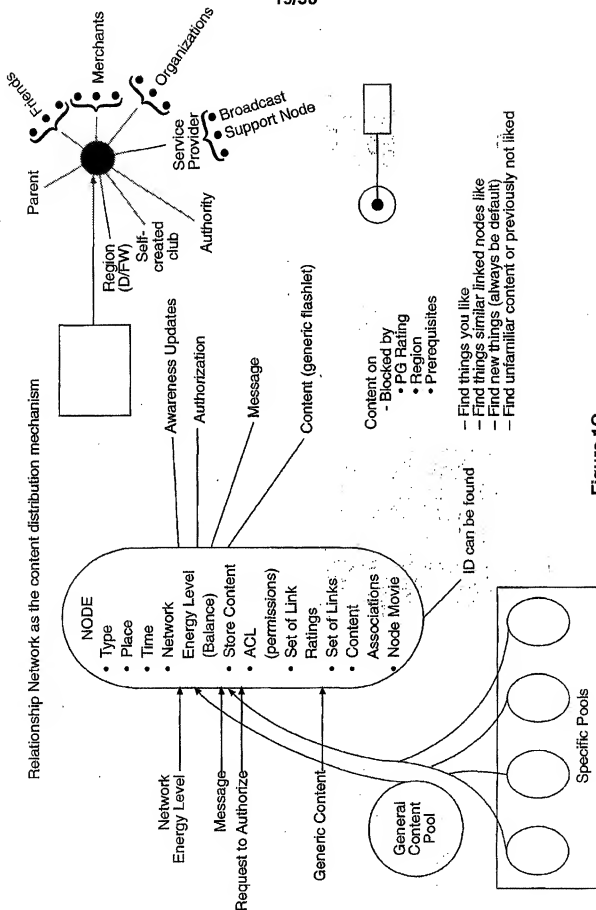 19/30
Relationship Network as the content distribution mechanism
Parent
Friends
Merchants
Organizations
Service
Provider
Broadcast
Support Node
Authority
Self-
created
club
Region
(D/FW)
NODE
• Type
• Place
• Time
• Network
Energy Level
(Balance)
• Store Content
• ACL
(permissions)
• Set of Link
Ratings
• Set of Links
• Content
Associations
• Node Movie
Awareness Updates
Authorization
Message
Content (generic flashlet)
ID can be found
Network
Energy Level
Message
Request to Authorize
Generic Content
General
Content
Pool
Specific Pools
Content on
- Blocked by
• PG Rating
• Region
• Prerequisites
– Find things you like
– Find things similar linked nodes like
– Find new things (always be default)
– Find unfamiliar content or previously not liked